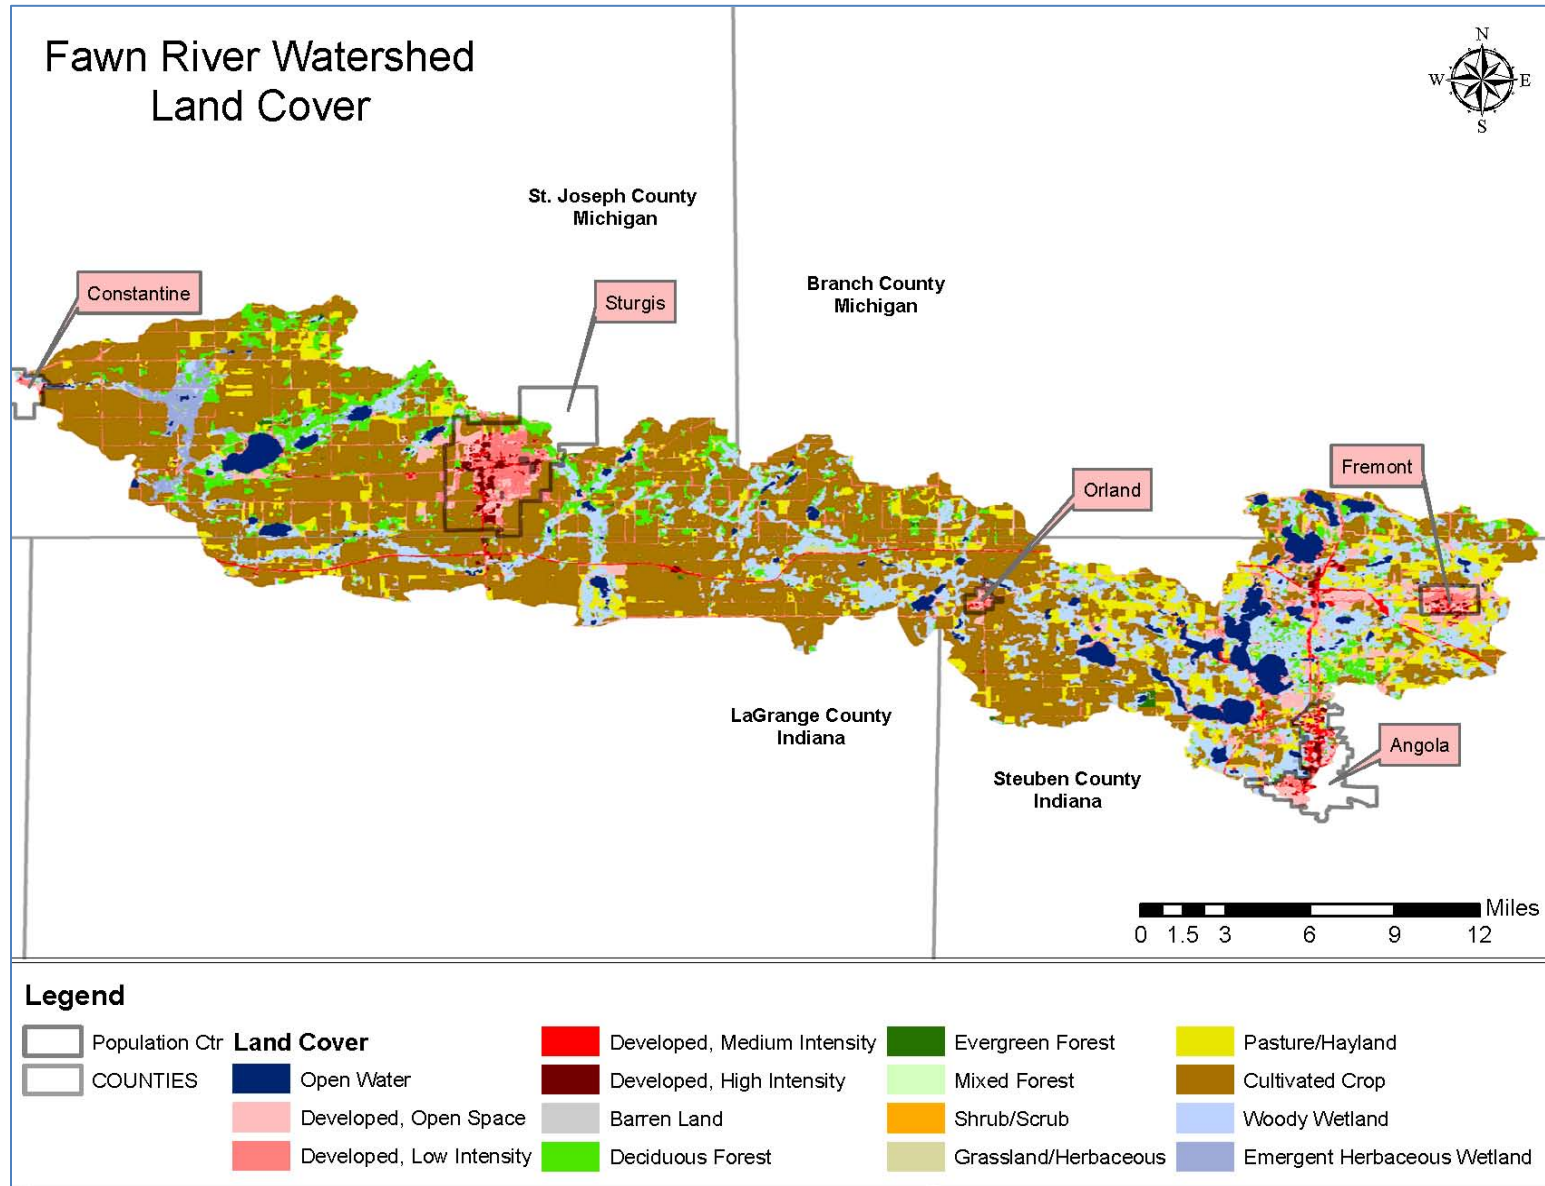 Fawn River Watershed
Land Cover
N
W
E
S
St. Joseph County
Michigan
Constantine
Sturgis
Branch County
Michigan
Orland
Fremont
LaGrange County
Indiana
Steuben County
Indiana
Angola
Miles
0 1.5 3 6 9 12
Legend
Population Ctr
COUNTIES
Land Cover
Open Water
Developed, Open Space
Developed, Low Intensity
Developed, Medium Intensity
Developed, High Intensity
Barren Land
Deciduous Forest
Evergreen Forest
Mixed Forest
Shrub/Scrub
Grassland/Herbaceous
Pasture/Hayland
Cultivated Crop
Woody Wetland
Emergent Herbaceous Wetland